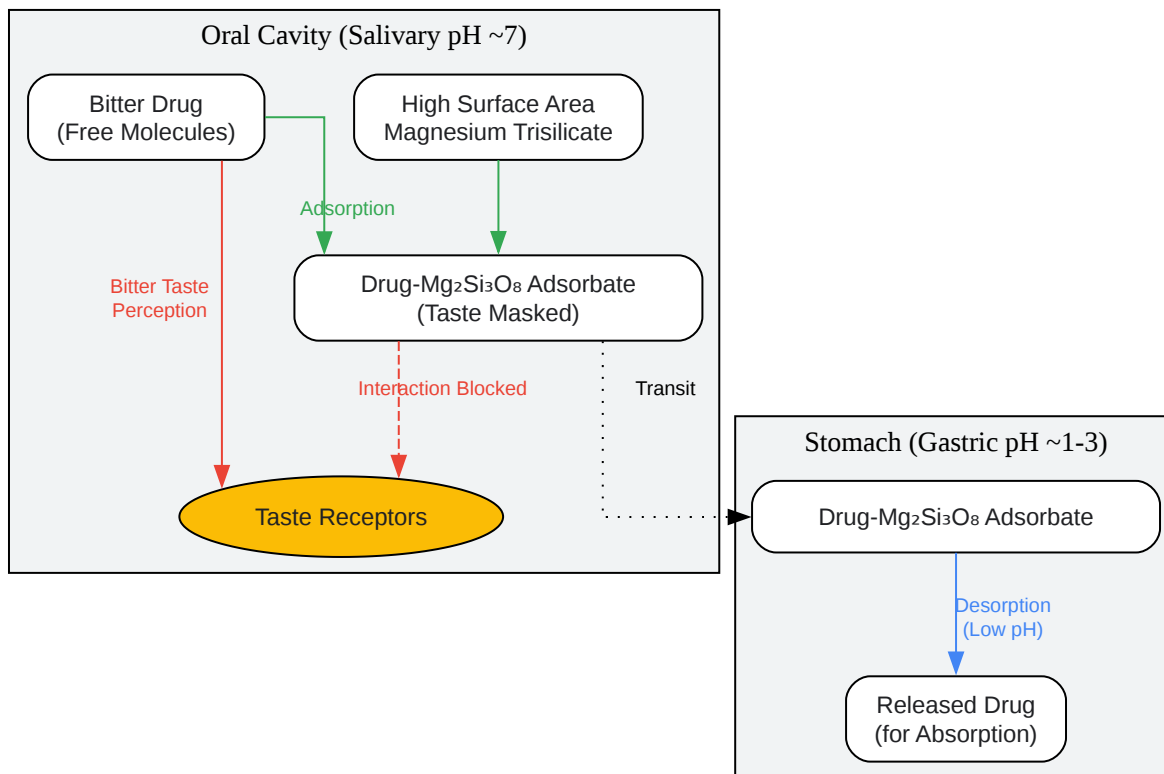 Oral Cavity (Salivary pH ~7)
Bitter Drug
(Free Molecules)
High Surface Area
Magnesium Trisilicate
Adsorption
Bitter Taste
Perception
Drug-Mg₂Si₃O₈ Adsorbate
(Taste Masked)
Interaction Blocked
Transit
Taste Receptors
Stomach (Gastric pH ~1-3)
Drug-Mg₂Si₃O₈ Adsorbate
Desorption
(Low pH)
Released Drug
(for Absorption)